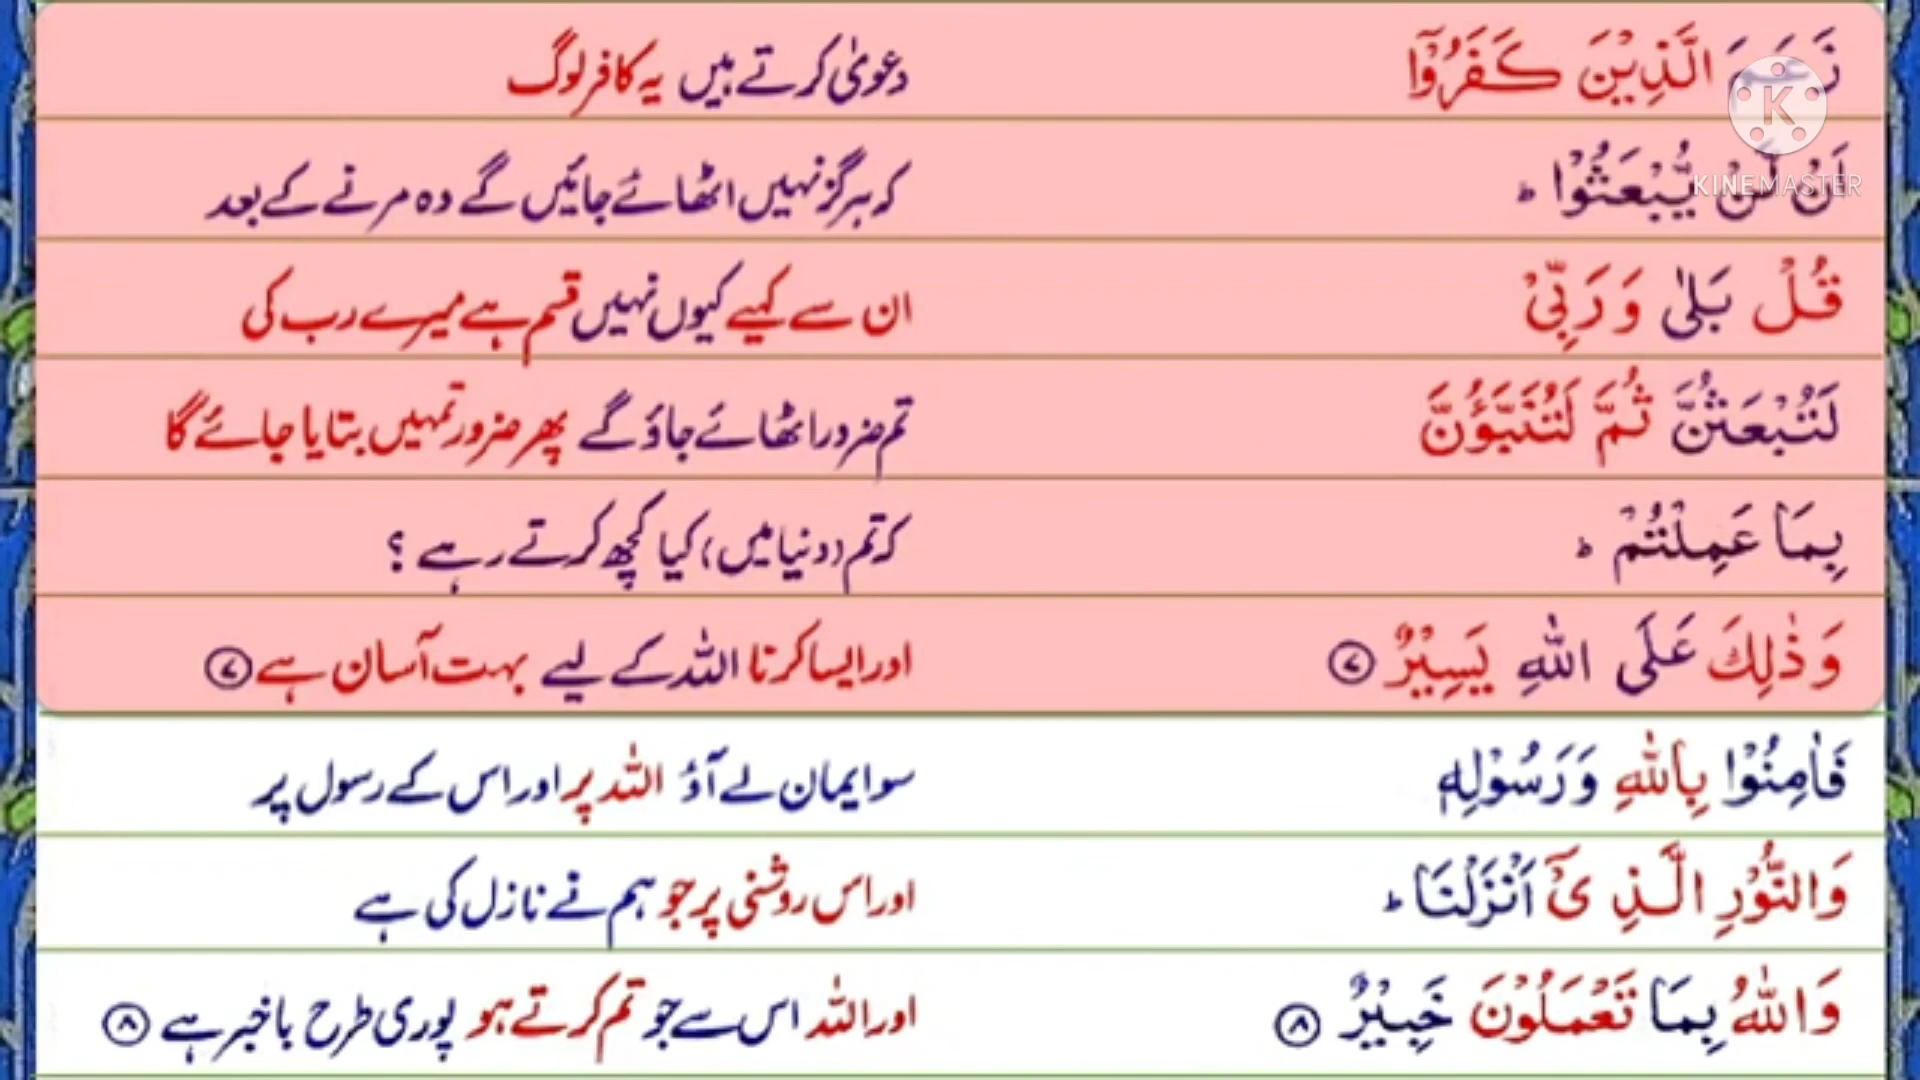 زَعَمَ الَّذِيْنَ كَفَرُوْٓا دعویٰ کرتے ہیں یہ کافر لوگ
اَنْ لَّنْ يُّبْعَثُوْا ؕ کہ ہرگز نہیں اٹھائے جائیں گے وہ مرنے کے بعد
قُلْ بَلٰى وَرَبِّيْ ان سے کہیے کیوں نہیں قسم ہے میرے رب کی
لَتُبْعَثُنَّ ثُمَّ لَتُنَبَّؤُنَّ تم ضرور اٹھائے جاؤ گے پھر ضرور تمہیں بتایا جائے گا
بِمَا عَمِلْتُمْ ؕ کہ تم (دنیا میں) کیا کچھ کرتے رہے ؟
وَذٰلِكَ عَلَى اللّٰهِ يَسِيْرٌ ۷ اور ایسا کرنا اللہ کے لیے بہت آسان ہے ۷
فَاٰمِنُوْا بِاللّٰهِ وَرَسُوْلِهٖ سو ایمان لے آؤ اللہ پر اور اس کے رسول پر
وَالنُّوْرِ الَّذِيْٓ اَنْزَلْنَا ؕ اور اس روشنی پر جو ہم نے نازل کی ہے
وَاللّٰهُ بِمَا تَعْمَلُوْنَ خَبِيْرٌ ۸ اور اللہ اس سے جو تم کرتے ہو پوری طرح باخبر ہے ۸
K
KINEMASTER